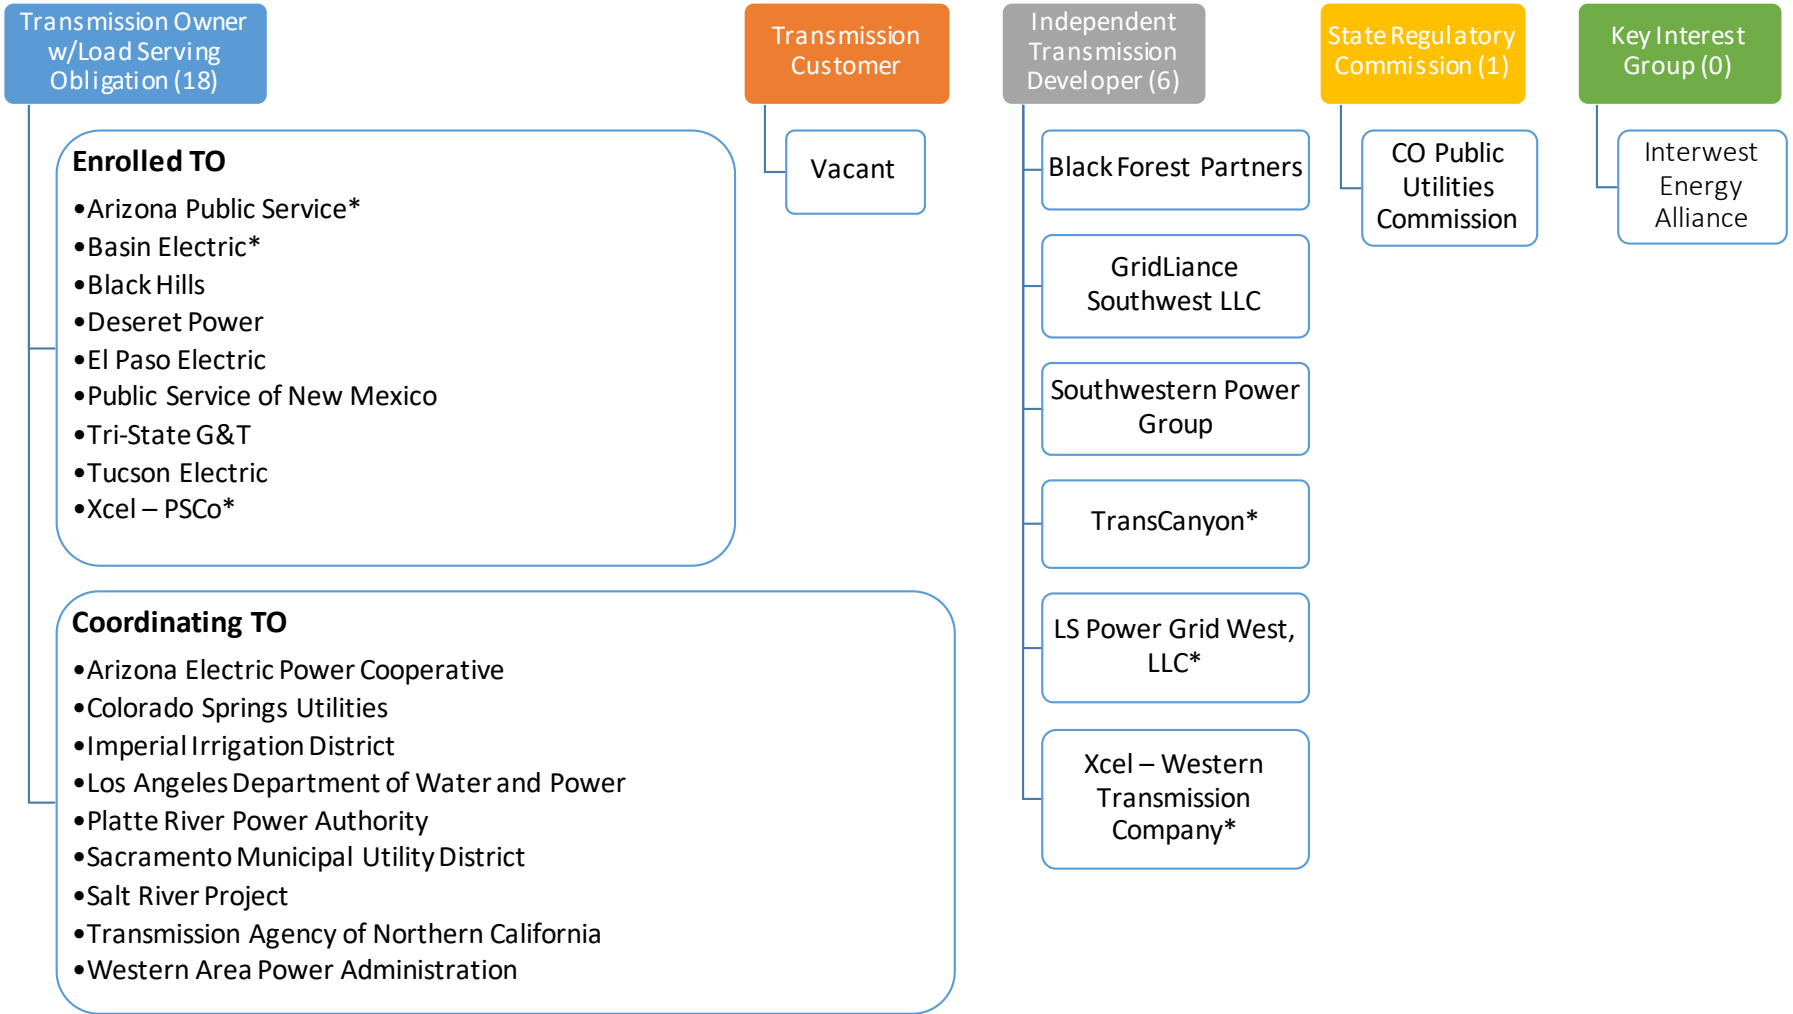 Transmission Owner
w/Load Serving
Obligation (18)
Enrolled TO
•Arizona Public Service*
•Basin Electric*
•Black Hills
•Deseret Power
•El Paso Electric
•Public Service of New Mexico
•Tri-State G&T
•Tucson Electric
•Xcel – PSCo*
Coordinating TO
•Arizona Electric Power Cooperative
•Colorado Springs Utilities
•Imperial Irrigation District
•Los Angeles Department of Water and Power
•Platte River Power Authority
•Sacramento Municipal Utility District
•Salt River Project
•Transmission Agency of Northern California
•Western Area Power Administration
Transmission
Customer
Vacant
Independent
Transmission
Developer (6)
Black Forest Partners
GridLiance
Southwest LLC
Southwestern Power
Group
TransCanyon*
LS Power Grid West,
LLC*
Xcel – Western
Transmission
Company*
State Regulatory
Commission (1)
CO Public
Utilities
Commission
Key Interest
Group (0)
Interwest
Energy
Alliance